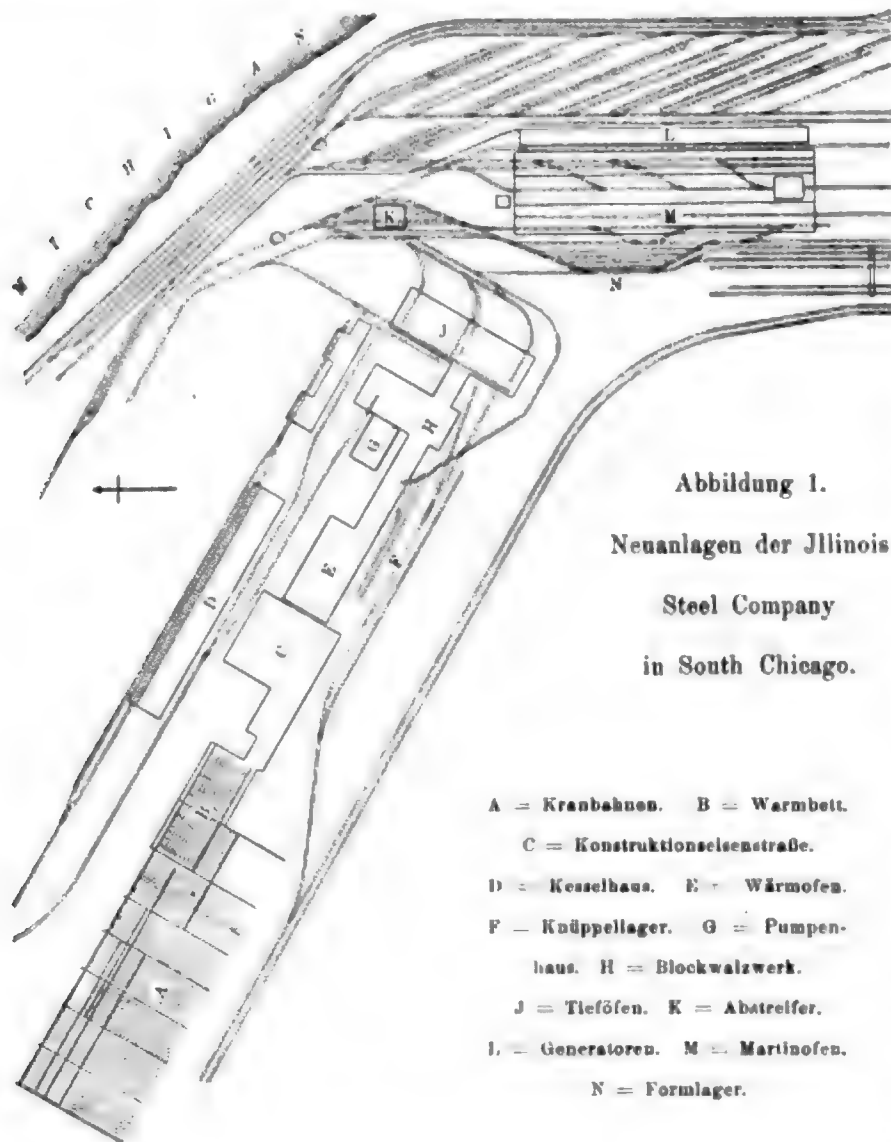 MICHIGAN S
L
K
M
N
J
H
G
E
F
D
C
B
A
Abbildung 1.
Neuanlagen der Jllinois
Steel Company
in South Chicago.
A = Kranbahnen. B = Warmbett.
C = Konstruktionseisenstraße.
D = Kesselhaus. E = Wärmofen.
F = Knüppellager. G = Pumpen-
haus. H = Blockwalzwerk.
J = Tieföfen. K = Abstreifer.
L = Generatoren. M = Martinofen.
N = Formlager.